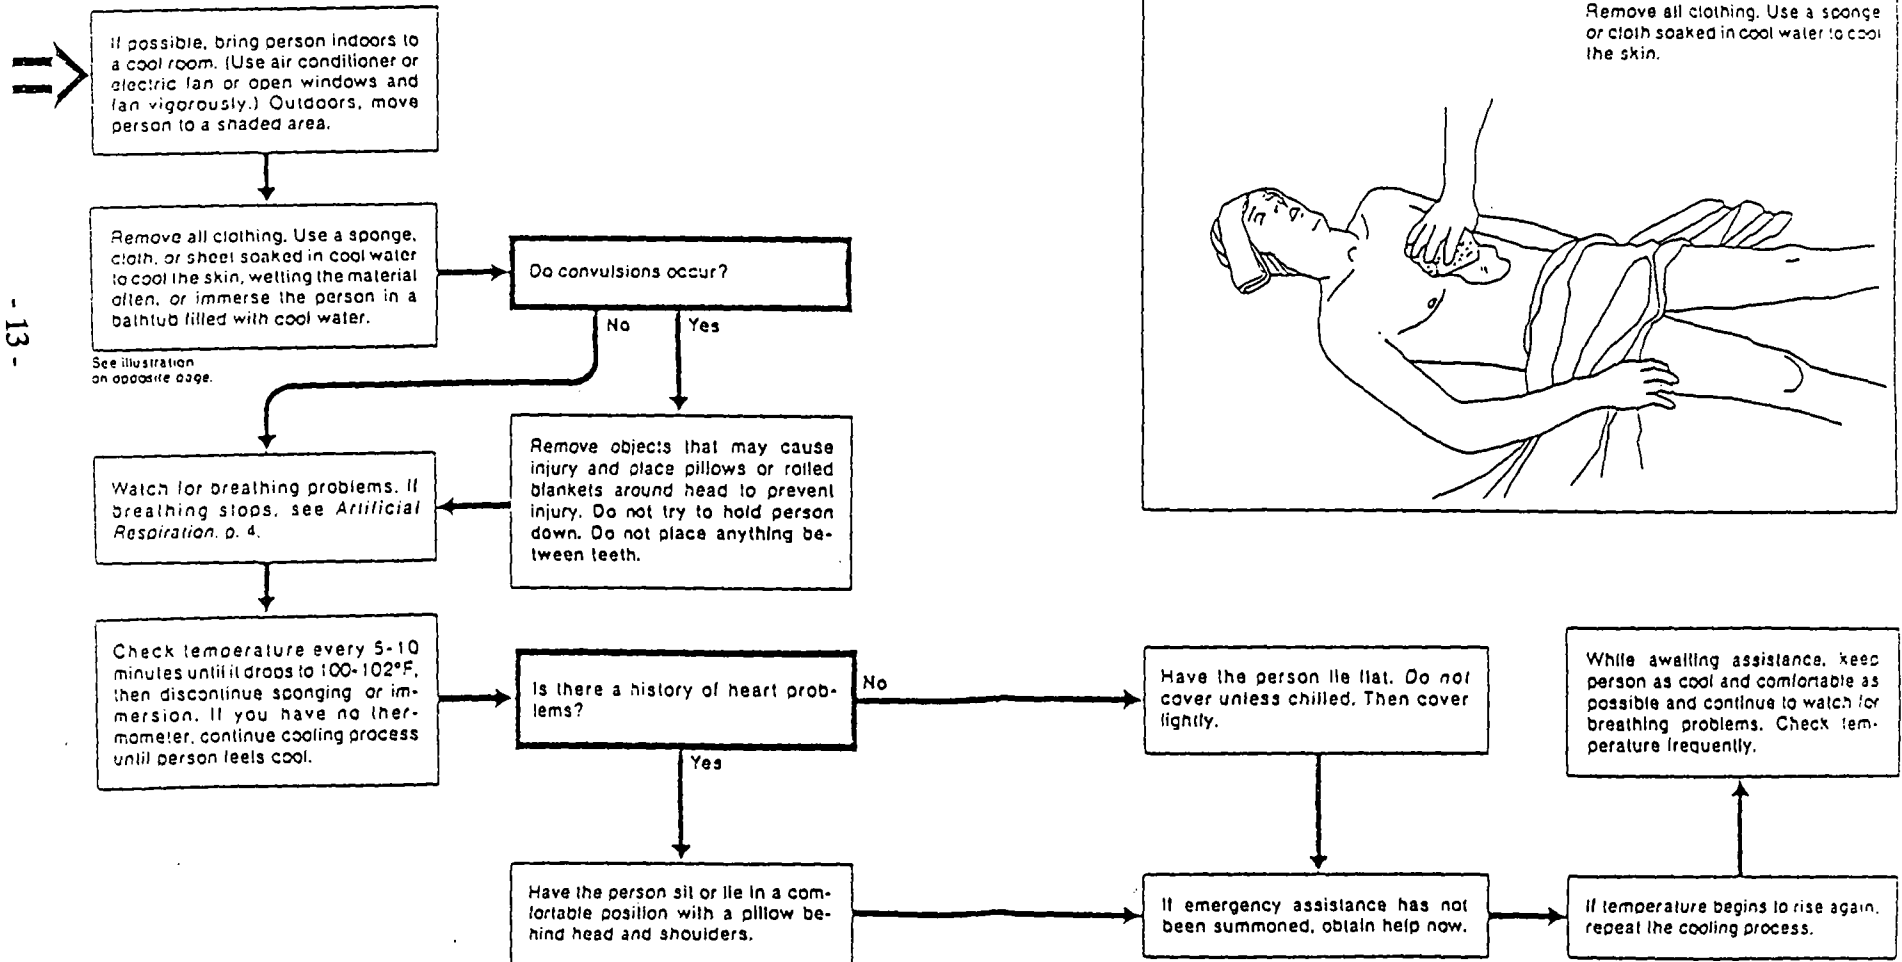 If possible, bring person indoors to
a cool room. (Use air conditioner or
electric fan or open windows and
fan vigorously.) Outdoors, move
person to a shaded area.
Remove all clothing. Use a sponge,
cloth, or sheet soaked in cool water
to cool the skin, wetting the material
often, or immerse the person in a
bathtub filled with cool water.
See illustration
on opposite page.
Do convulsions occur?
No
Yes
Remove objects that may cause
injury and place pillows or rolled
blankets around head to prevent
injury. Do not try to hold person
down. Do not place anything be-
tween teeth.
Watch for breathing problems. If
breathing stops, see Artificial
Respiration, p. 4.
Check temperature every 5-10
minutes until it drops to 100-102°F,
then discontinue sponging or im-
mersion. If you have no ther-
mometer, continue cooling process
until person feels cool.
Is there a history of heart prob-
lems?
No
Yes
Have the person lie flat. Do not
cover unless chilled. Then cover
lightly.
Have the person sit or lie in a com-
fortable position with a pillow be-
hind head and shoulders.
If emergency assistance has not
been summoned, obtain help now.
If temperature begins to rise again,
repeat the cooling process.
While awaiting assistance, keep
person as cool and comfortable as
possible and continue to watch for
breathing problems. Check tem-
perature frequently.
Remove all clothing. Use a sponge
or cloth soaked in cool water to cool
the skin.
- 13 -